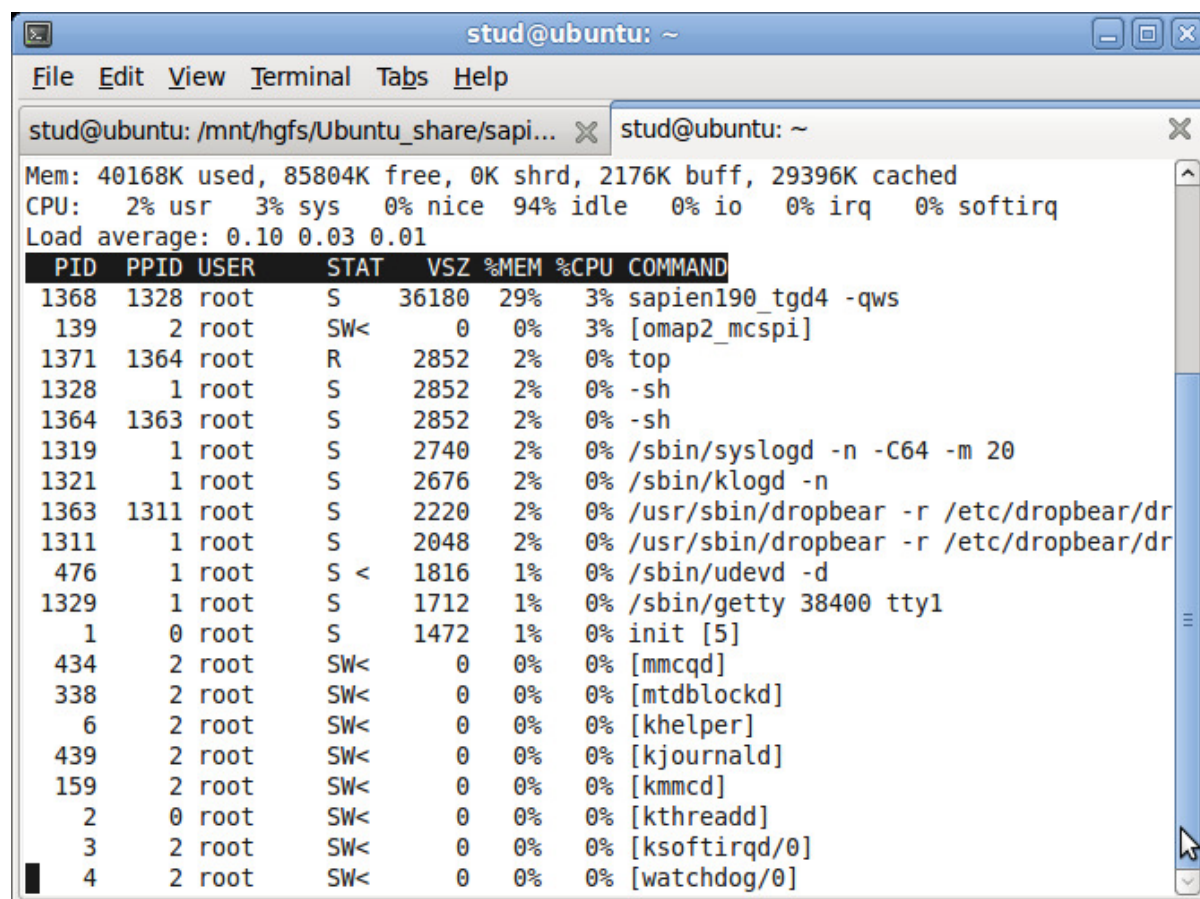 stud@ubuntu: ~
File Edit View Terminal Tabs Help
stud@ubuntu: /mnt/hgfs/Ubuntu_share/sapi... stud@ubuntu: ~
Mem: 40168K used, 85804K free, 0K shrd, 2176K buff, 29396K cached
CPU:   2% usr   3% sys   0% nice  94% idle   0% io   0% irq   0% softirq
Load average: 0.10 0.03 0.01
  PID  PPID USER     STAT   VSZ %MEM %CPU COMMAND
 1368  1328 root     S    36180  29%   3% sapien190_tgd4 -qws
  139     2 root     SW<      0   0%   3% [omap2_mcspi]
 1371  1364 root     R     2852   2%   0% top
 1328     1 root     S     2852   2%   0% -sh
 1364  1363 root     S     2852   2%   0% -sh
 1319     1 root     S     2740   2%   0% /sbin/syslogd -n -C64 -m 20
 1321     1 root     S     2676   2%   0% /sbin/klogd -n
 1363  1311 root     S     2220   2%   0% /usr/sbin/dropbear -r /etc/dropbear/dr
 1311     1 root     S     2048   2%   0% /usr/sbin/dropbear -r /etc/dropbear/dr
  476     1 root     S <   1816   1%   0% /sbin/udevd -d
 1329     1 root     S     1712   1%   0% /sbin/getty 38400 tty1
    1     0 root     S     1472   1%   0% init [5]
  434     2 root     SW<      0   0%   0% [mmcqd]
  338     2 root     SW<      0   0%   0% [mtdblockd]
    6     2 root     SW<      0   0%   0% [khelper]
  439     2 root     SW<      0   0%   0% [kjournald]
  159     2 root     SW<      0   0%   0% [kmmcd]
    2     0 root     SW<      0   0%   0% [kthreadd]
    3     2 root     SW<      0   0%   0% [ksoftirqd/0]
    4     2 root     SW<      0   0%   0% [watchdog/0]